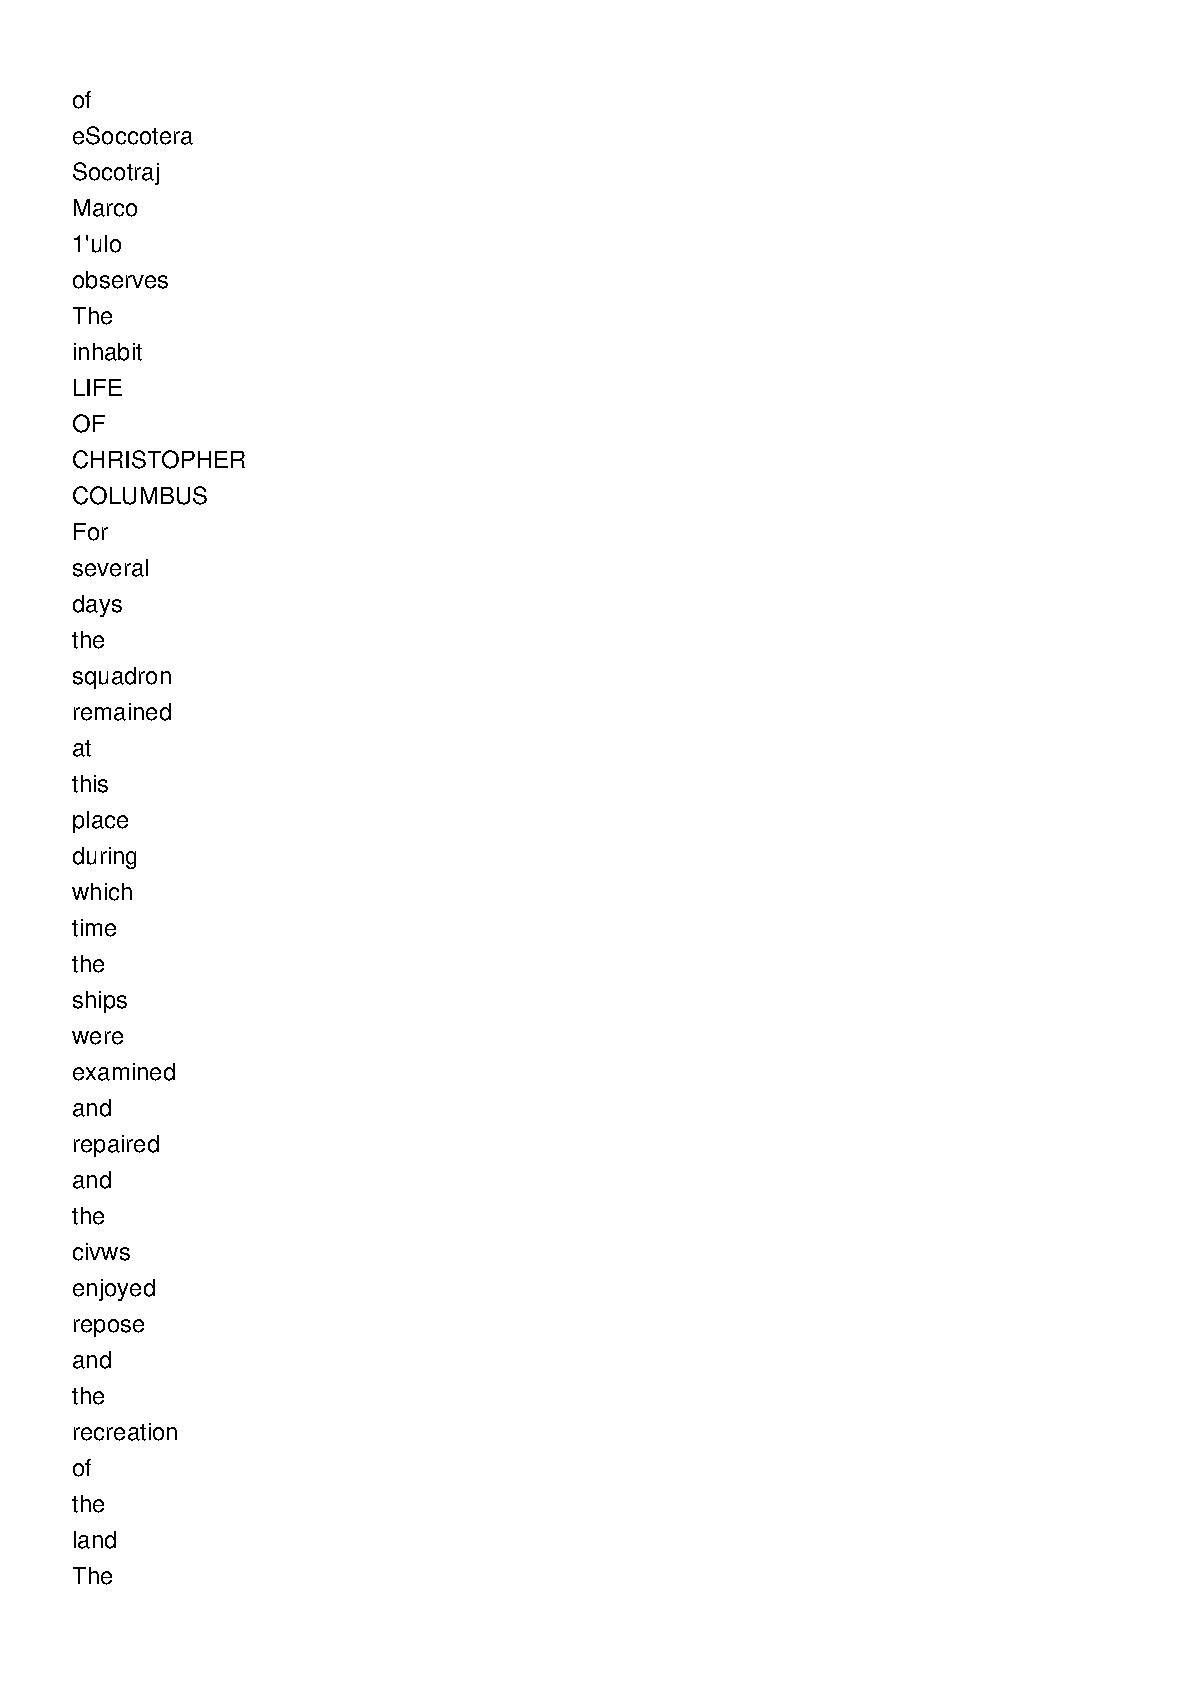 of
eSoccotera
Socotraj
Marco
1'ulo
observes
The
inhabit
LIFE
OF
CHRISTOPHER
COLUMBUS
For
several
days
the
squadron
remained
at
this
place
during
which
time
the
ships
were
examined
and
repaired
and
the
civws
enjoyed
repose
and
the
recreation
of
the
land
The